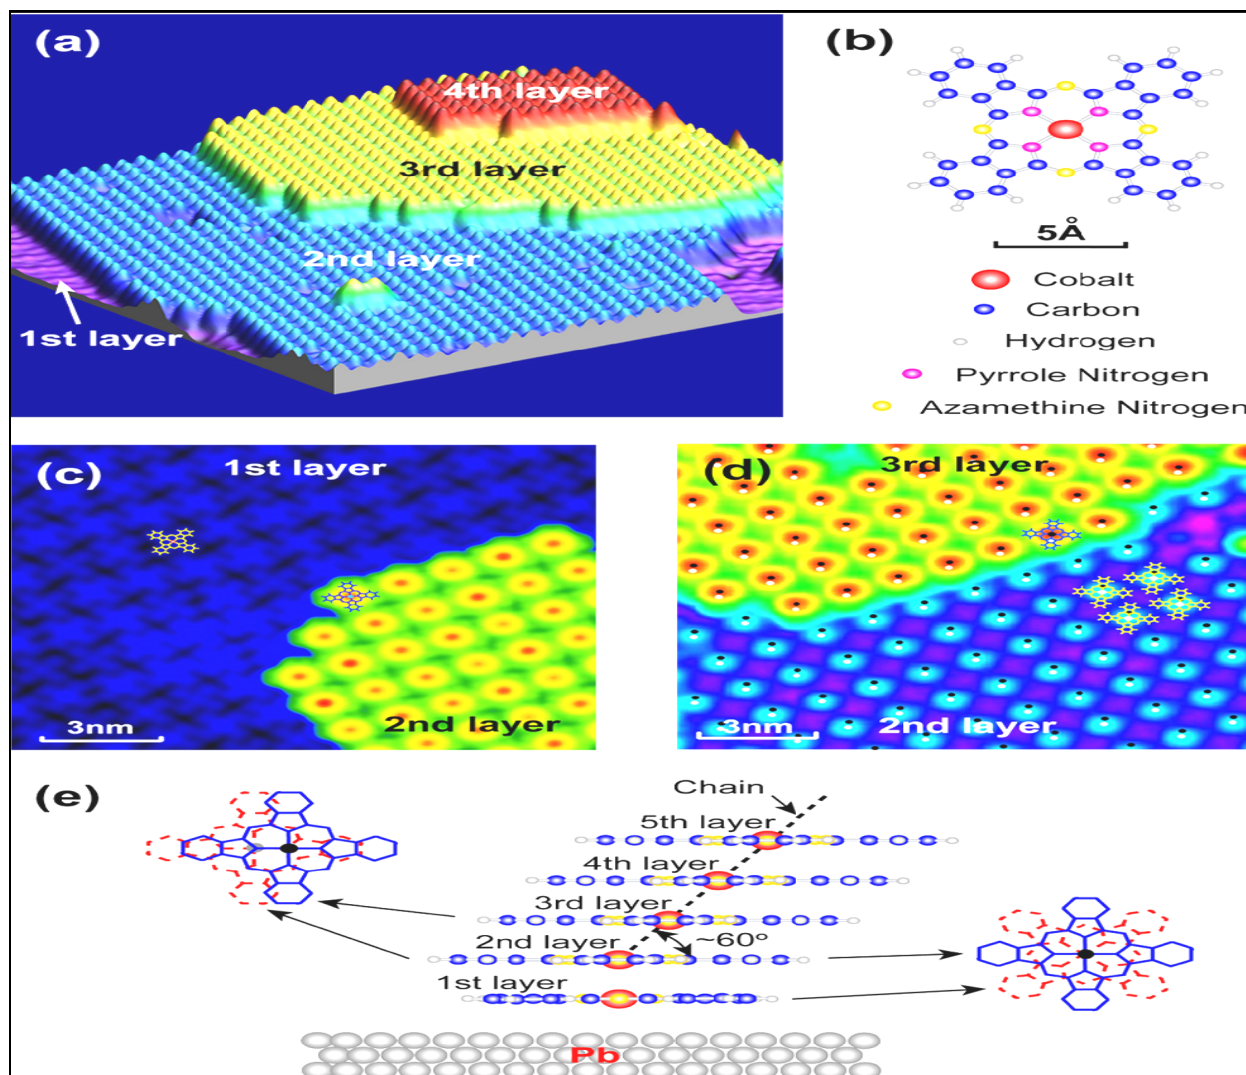 (a)
4th layer
3rd layer
2nd layer
1st layer
(b)
5Å
Cobalt
Carbon
Hydrogen
Pyrrole Nitrogen
Azamethine Nitrogen
(c)
1st layer
2nd layer
3nm
(d)
3rd layer
2nd layer
3nm
(e)
Chain
5th layer
4th layer
3rd layer
2nd layer
~60°
1st layer
Pb